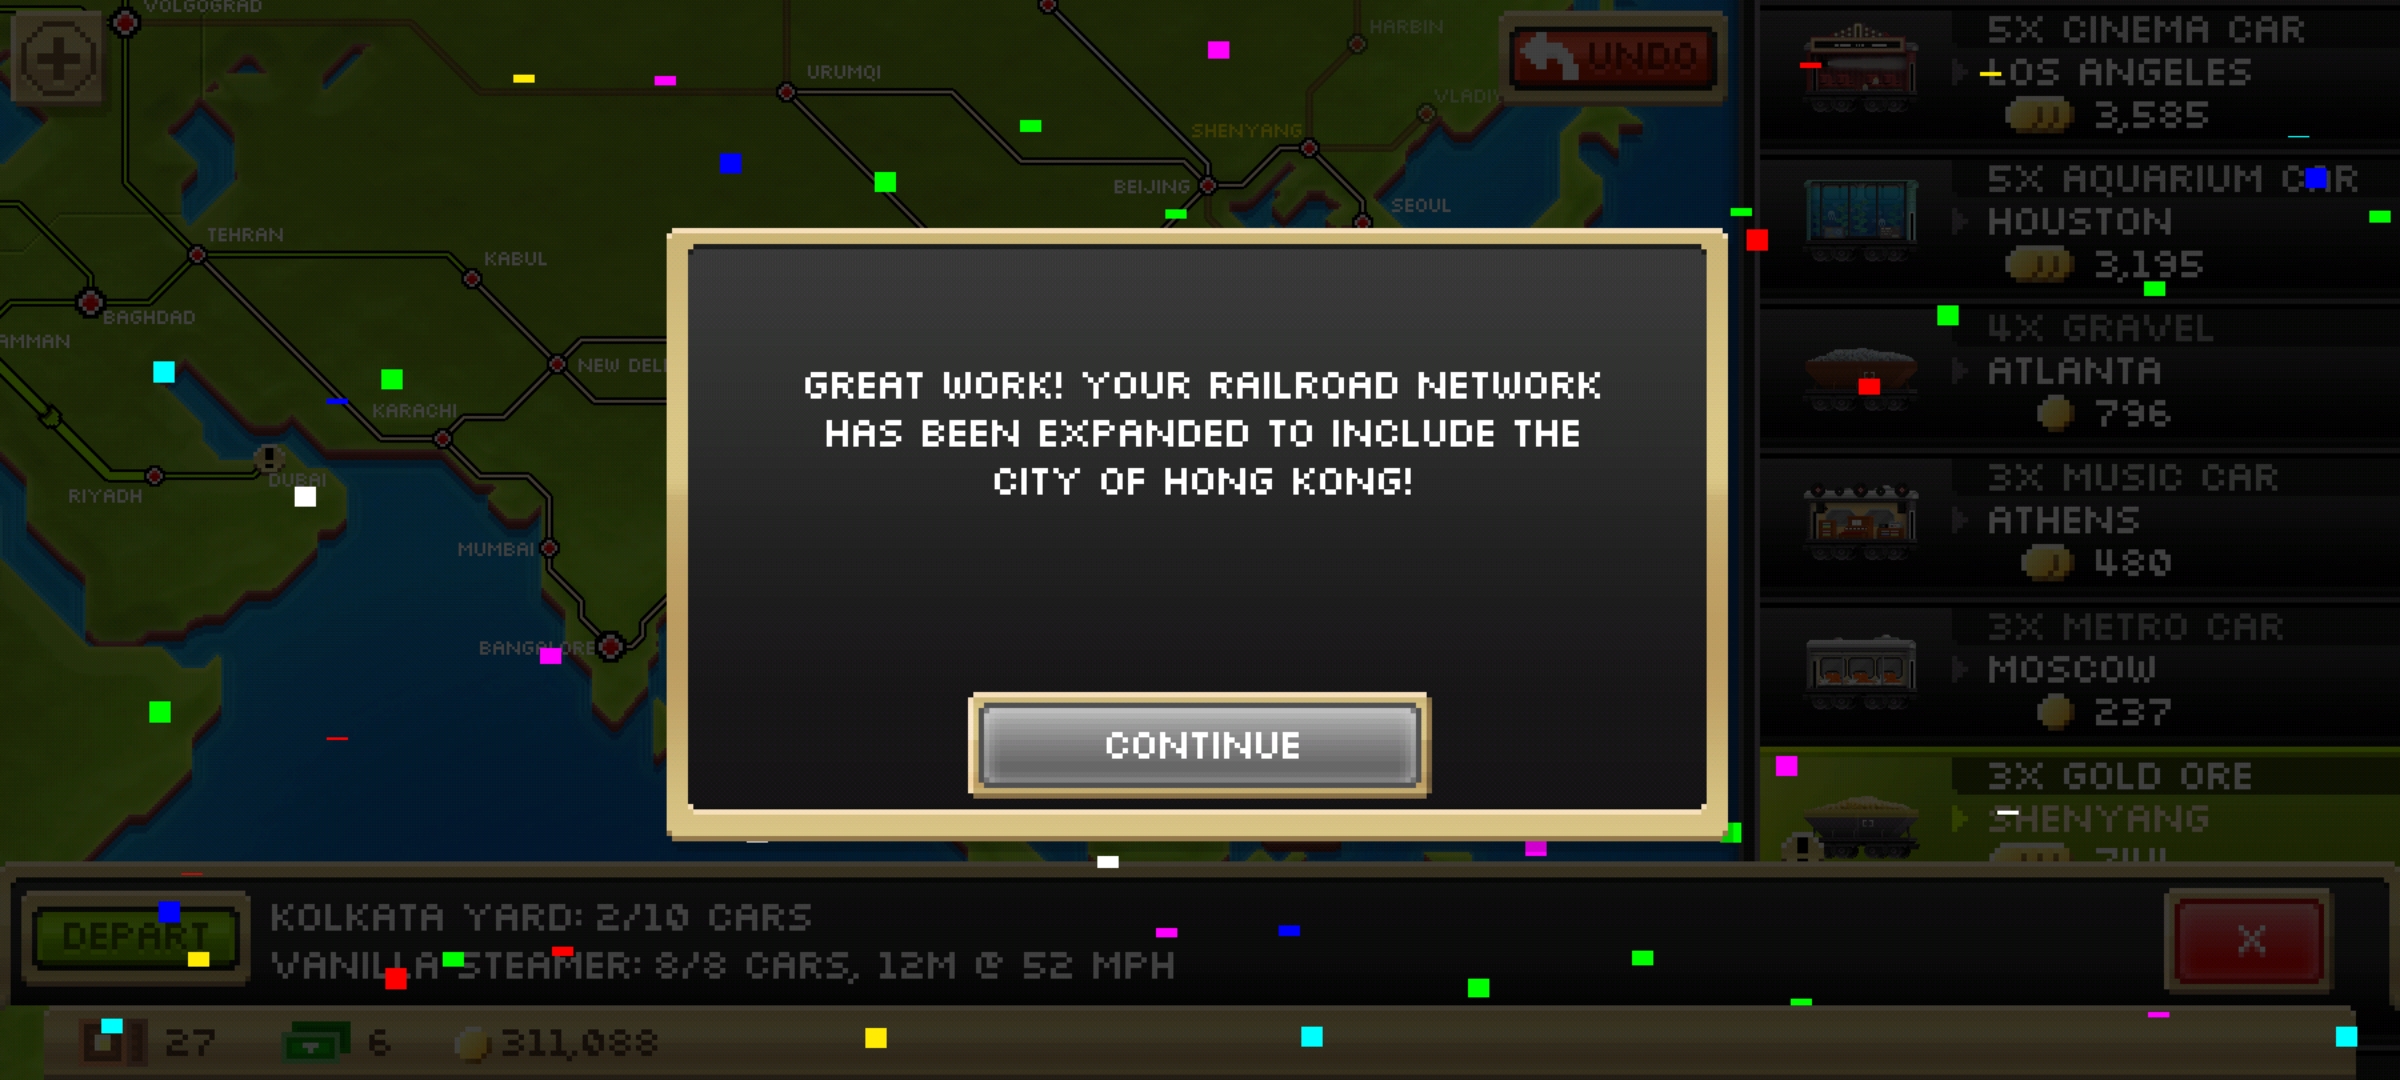 VOLGOGRAD
HARBIN
URUMQI
UNDO
SHENYANG
BEIJING
SEOUL
TEHRAN
KABUL
BAGHDAD
AMMAN
NEW DEL
KARACHI
DUBAI
RIYADH
MUMBAI
BANGALORE
GREAT WORK! YOUR RAILROAD NETWORK
HAS BEEN EXPANDED TO INCLUDE THE
CITY OF HONG KONG!
CONTINUE
5X CINEMA CAR
LOS ANGELES
3,585
5X AQUARIUM CAR
HOUSTON
3,195
4X GRAVEL
ATLANTA
796
3X MUSIC CAR
ATHENS
480
3X METRO CAR
MOSCOW
237
3X GOLD ORE
SHENYANG
DEPART
KOLKATA YARD: 2/10 CARS
VANILLA STEAMER: 8/8 CARS, 12M @ 52 MPH
X
27
6
311,088